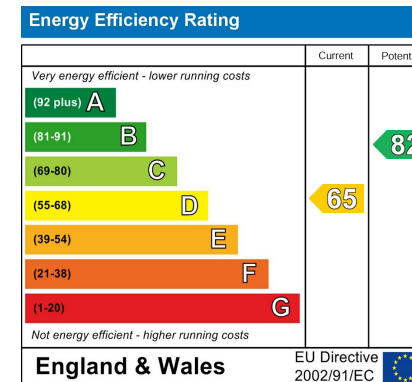 Energy Efficiency Rating
Current
Very energy efficient - lower running costs
(92 plus) A
(81-91) B
82
(69-80) C
(55-68) D
65
(39-54) E
(21-38) F
(1-20) G
Not energy efficient - higher running costs
England & Wales
EU Directive
2002/91/EC